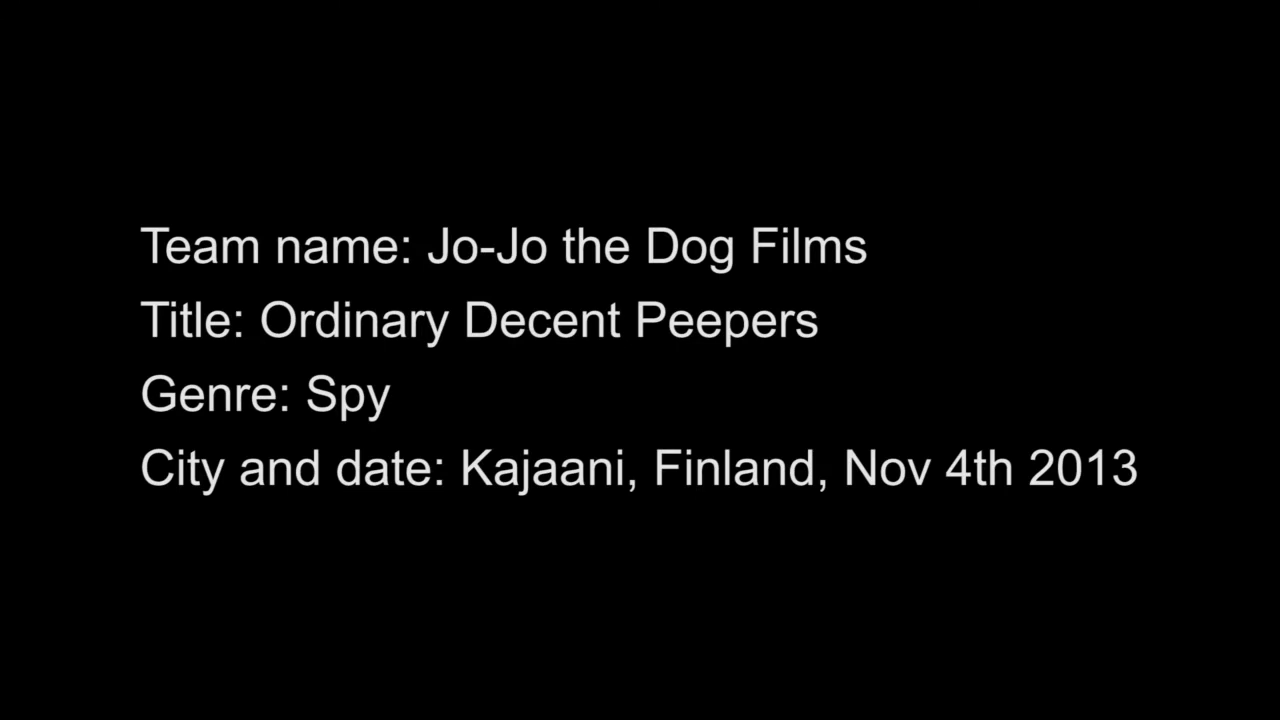 Team name: Jo-Jo the Dog Films
Title: Ordinary Decent Peepers
Genre: Spy
City and date: Kajaani, Finland, Nov 4th 2013